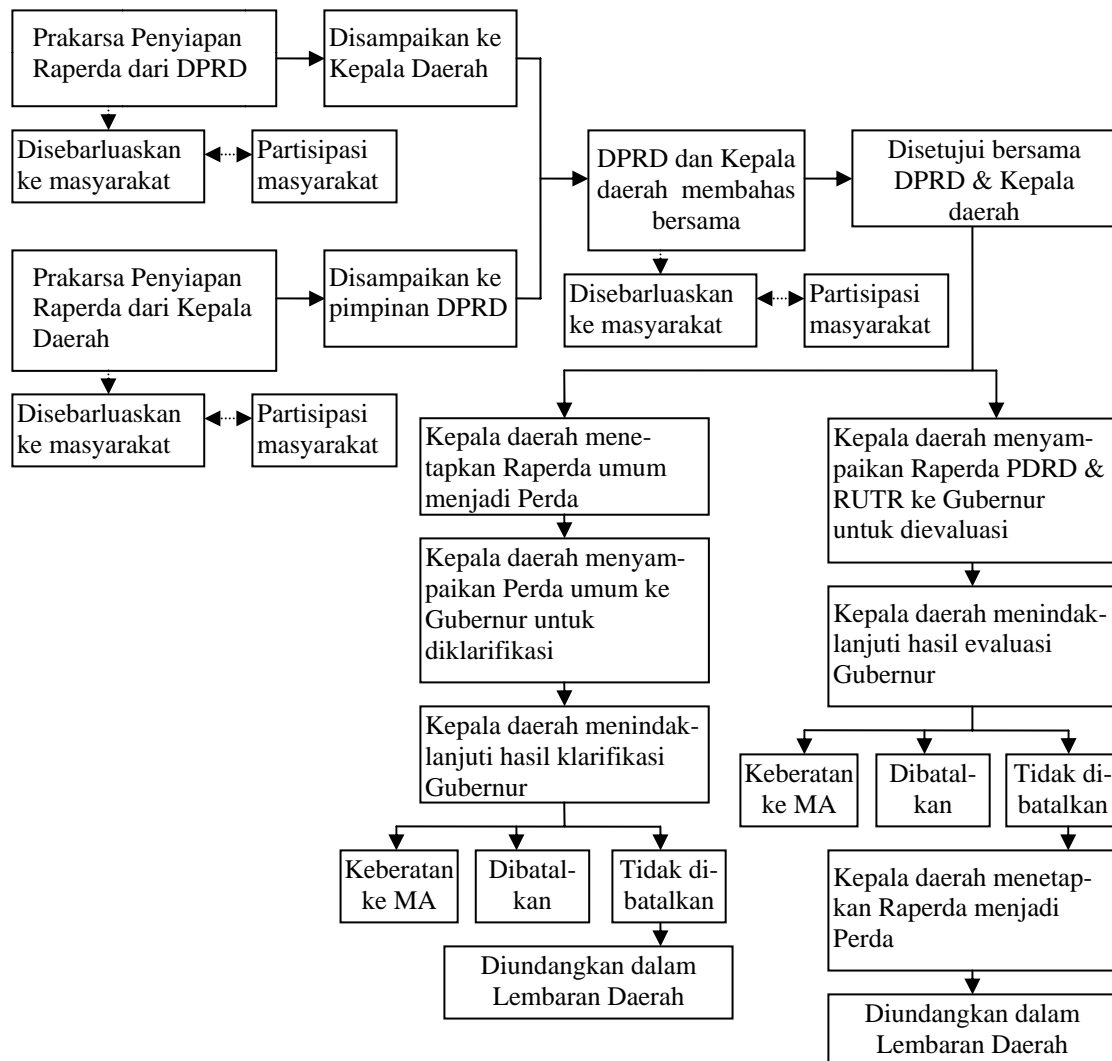 Prakarsa Penyiapan
Raperda dari DPRD
Disampaikan ke
Kepala Daerah
Disebarluaskan
ke masyarakat
Partisipasi
masyarakat
DPRD dan Kepala
daerah membahas
bersama
Disetujui bersama
DPRD & Kepala
daerah
Prakarsa Penyiapan
Raperda dari Kepala
Daerah
Disampaikan ke
pimpinan DPRD
Disebarluaskan
ke masyarakat
Partisipasi
masyarakat
Disebarluaskan
ke masyarakat
Partisipasi
masyarakat
Kepala daerah mene-
tapkan Raperda umum
menjadi Perda
Kepala daerah menyam-
paikan Perda umum ke
Gubernur untuk
diklarifikasi
Kepala daerah menindak-
lanjuti hasil klarifikasi
Gubernur
Keberatan
ke MA
Dibatal-
kan
Tidak di-
batalkan
Diundangkan dalam
Lembaran Daerah
Kepala daerah menyam-
paikan Raperda PDRD &
RUTR ke Gubernur
untuk dievaluasi
Kepala daerah menindak-
lanjuti hasil evaluasi
Gubernur
Keberatan
ke MA
Dibatal-
kan
Tidak di-
batalkan
Kepala daerah menetap-
kan Raperda menjadi
Perda
Diundangkan dalam
Lembaran Daerah